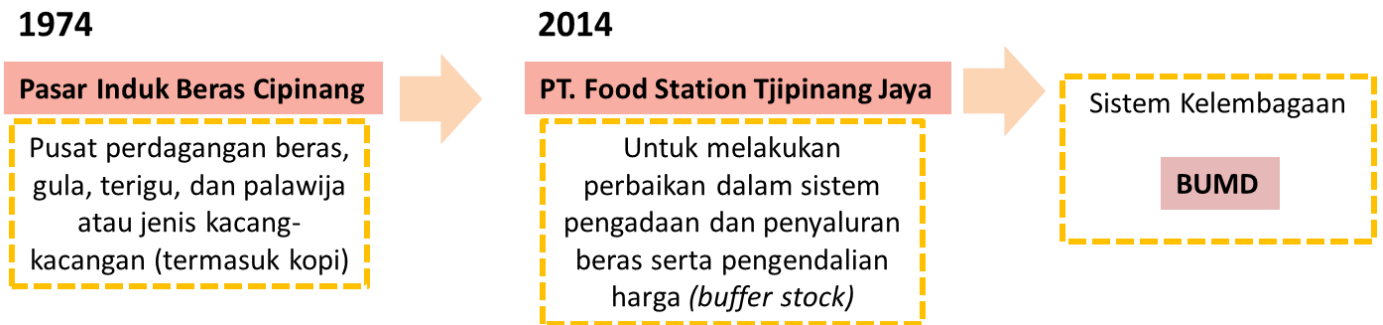 1974
Pasar Induk Beras Cipinang
Pusat perdagangan beras,
gula, terigu, dan palawija
atau jenis kacang-
kacangan (termasuk kopi)
2014
PT. Food Station Tjipinang Jaya
Untuk melakukan
perbaikan dalam sistem
pengadaan dan penyaluran
beras serta pengendalian
harga (buffer stock)
Sistem Kelembagaan
BUMD